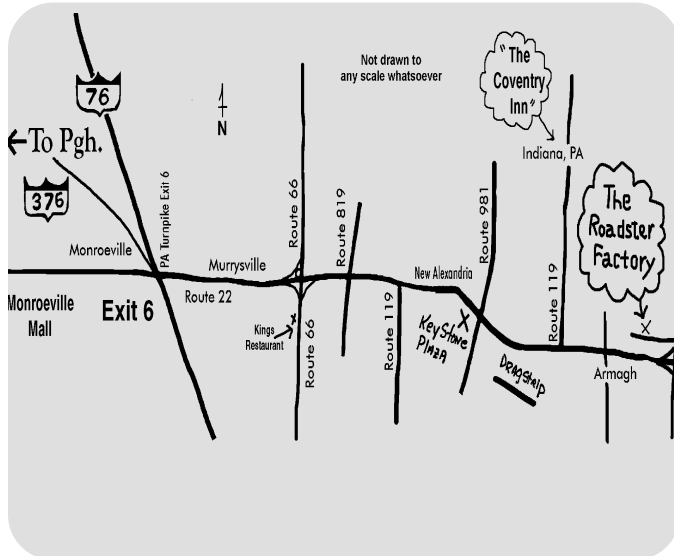 Not drawn to
any scale whatsoever
"The
Coventry
Inn"
Indiana, PA
76
N
To Pgh.
376
The
Roadster
Factory
X
PA Turnpike Exit 6
Route 66
Route 819
Route 981
Monroeville
Murrysville
New Alexandria
Route 119
Route 22
Monroeville
Mall
Exit 6
Kings
Restaurant
x
Route 66
Route 119
X
KeyStone
PLAZA
DRAgStRip
Armagh